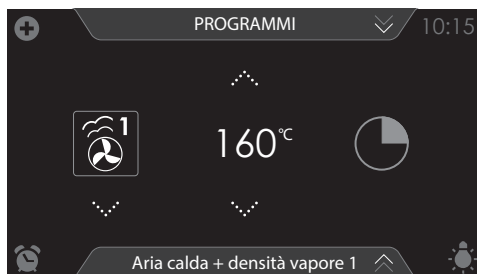 PROGRAMMI
10:15
1
160°C
Aria calda + densità vapore 1